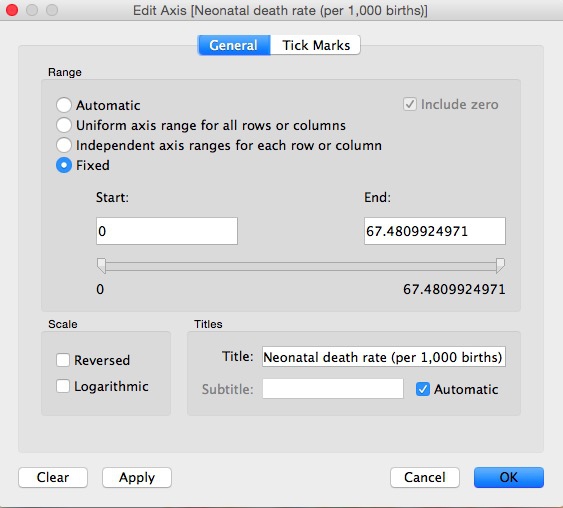 Edit Axis [Neonatal death rate (per 1,000 births)]
General Tick Marks
Range
Automatic Include zero
Uniform axis range for all rows or columns
Independent axis ranges for each row or column
Fixed
Start: End:
0 67.4809924971
0 67.4809924971
Scale Titles
Reversed Title: Neonatal death rate (per 1,000 births)
Logarithmic Subtitle: Automatic
Clear Apply Cancel OK